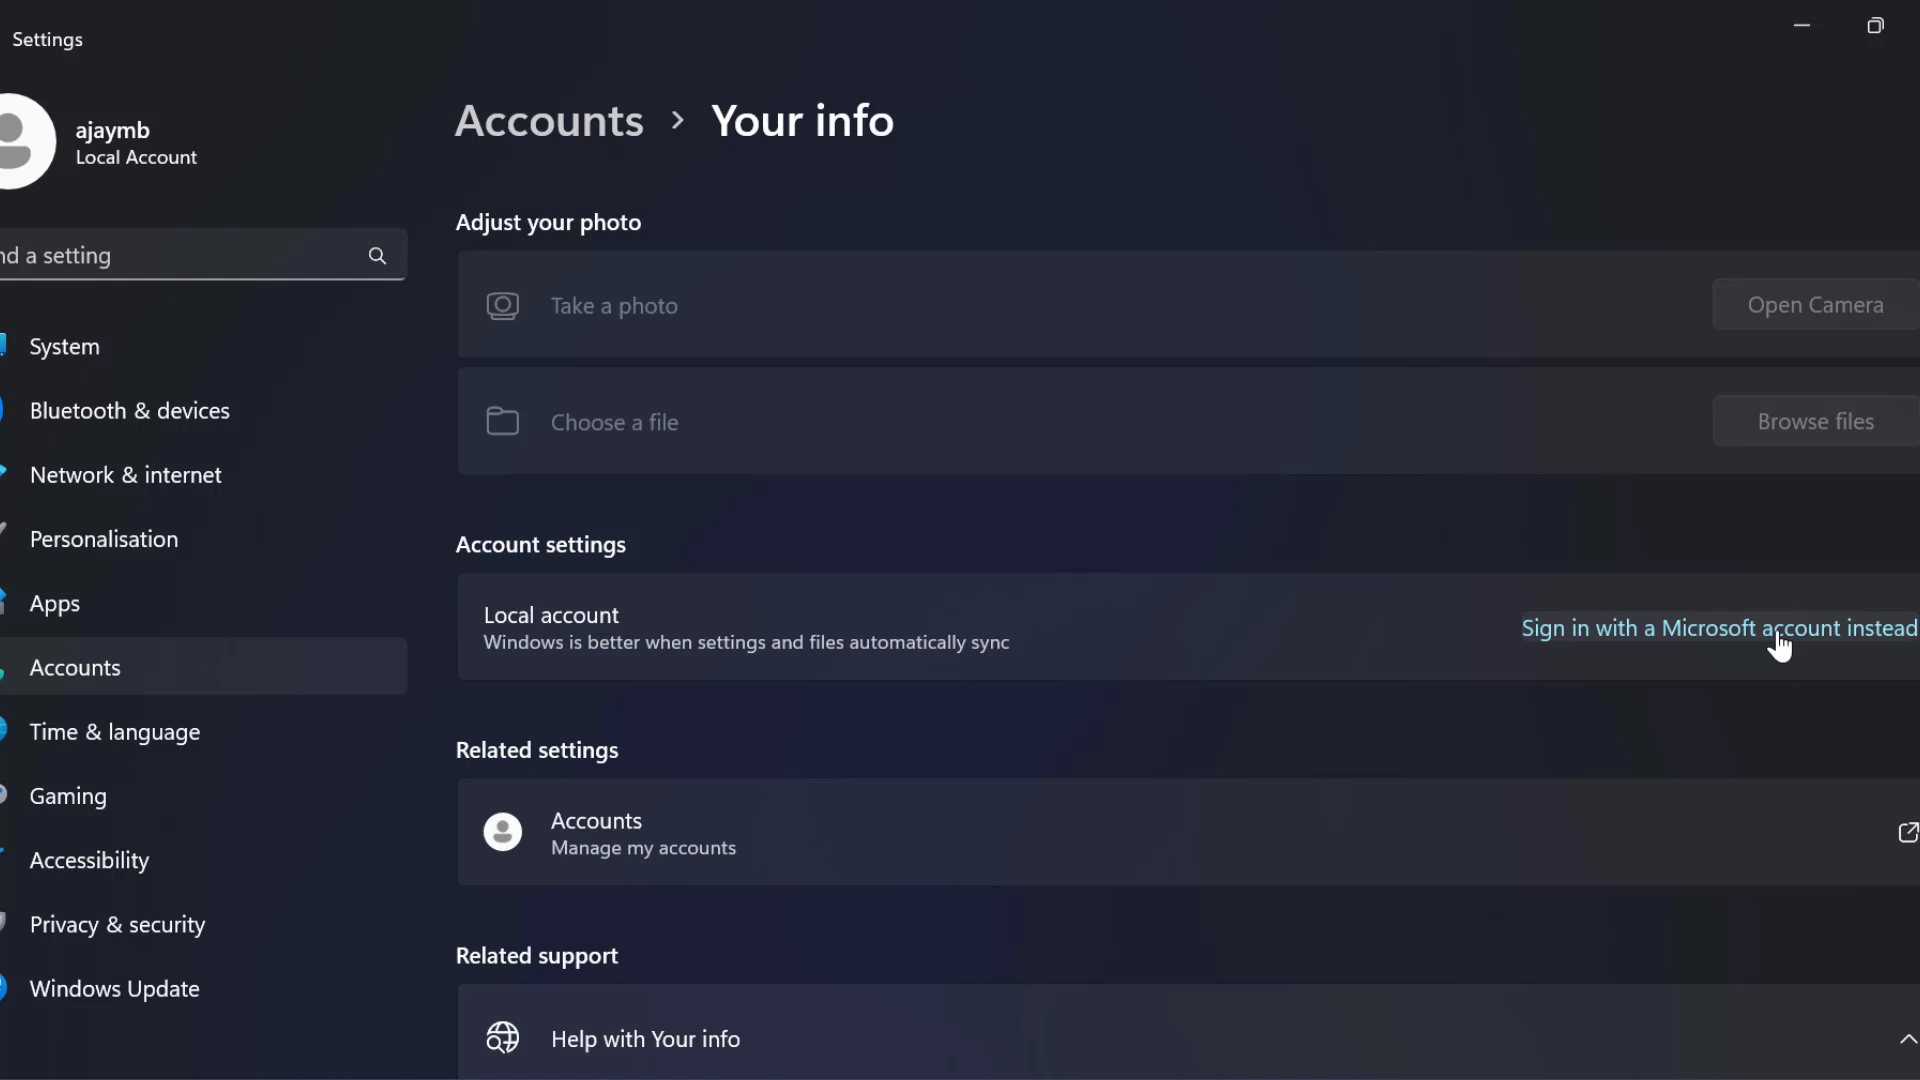 Settings
ajaymb
Local Account
nd a setting
System
Bluetooth & devices
Network & internet
Personalisation
Apps
Accounts
Time & language
Gaming
Accessibility
Privacy & security
Windows Update
Accounts > Your info
Adjust your photo
Take a photo
Open Camera
Choose a file
Browse files
Account settings
Local account
Windows is better when settings and files automatically sync
Sign in with a Microsoft account instead
Related settings
Accounts
Manage my accounts
Related support
Help with Your info